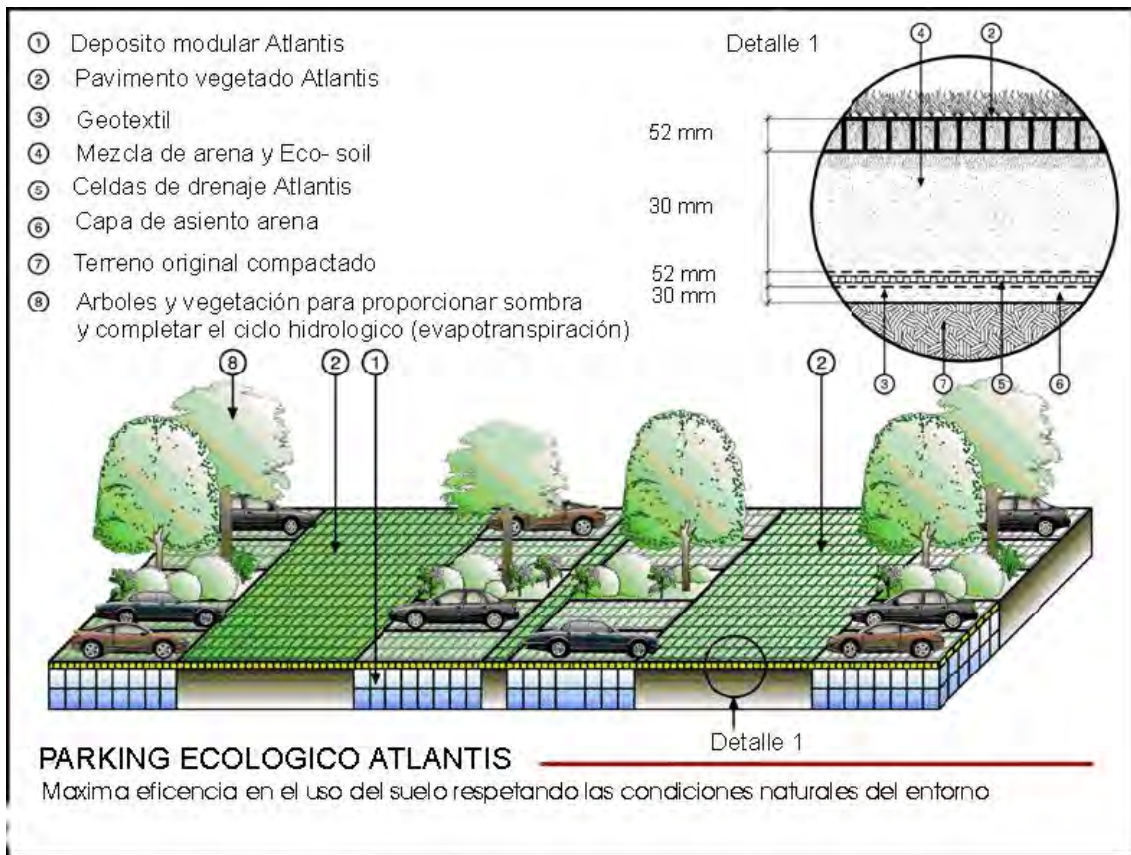 ① Deposito modular Atlantis
② Pavimento vegetado Atlantis
③ Geotextil
④ Mezcla de arena y Eco- soil
⑤ Celdas de drenaje Atlantis
⑥ Capa de asiento arena
⑦ Terreno original compactado
⑧ Arboles y vegetación para proporcionar sombra
y completar el ciclo hidrologico (evapotranspiración)
Detalle 1
④ ②
52 mm
30 mm
52 mm
30 mm
③ ⑦ ⑤ ⑥
⑧ ② ① ②
Detalle 1
PARKING ECOLOGICO ATLANTIS
Maxima eficencia en el uso del suelo respetando las condiciones naturales del entorno